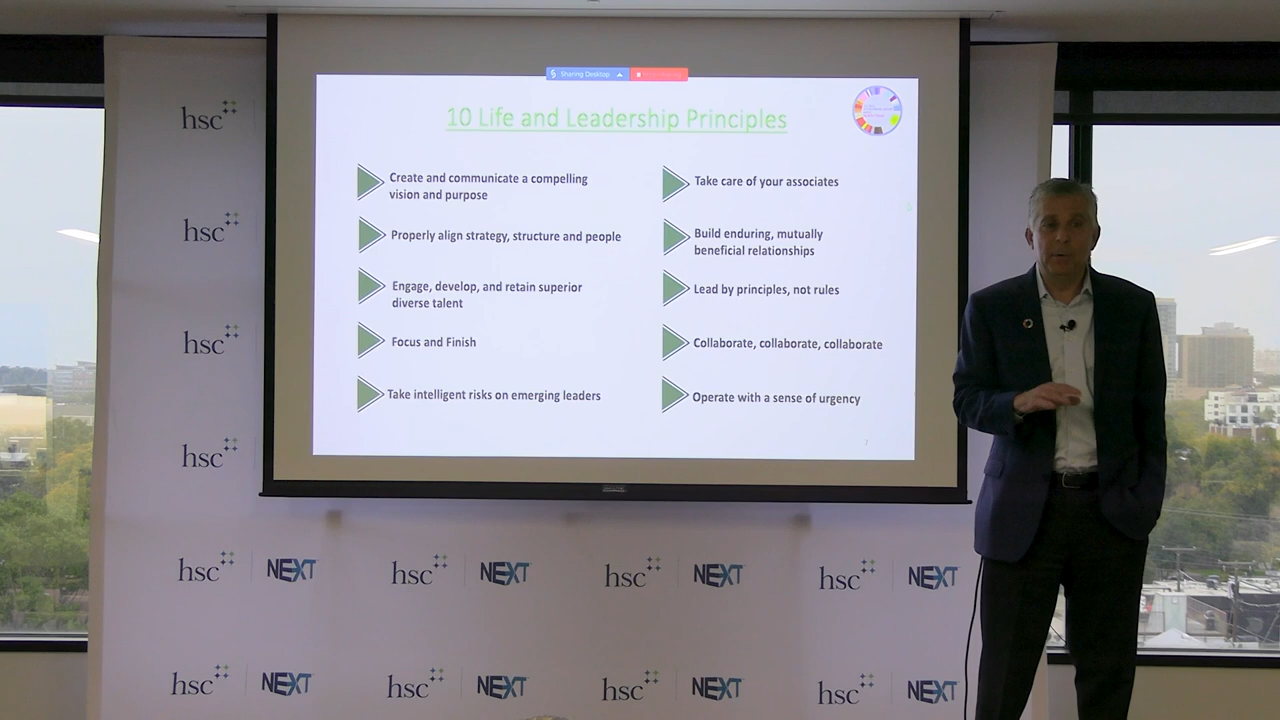 Sharing Desktop
10 Life and Leadership Principles
Create and communicate a compelling
vision and purpose
Properly align strategy, structure and people
Engage, develop, and retain superior
diverse talent
Focus and Finish
Take intelligent risks on emerging leaders
Take care of your associates
Build enduring, mutually
beneficial relationships
Lead by principles, not rules
Collaborate, collaborate, collaborate
Operate with a sense of urgency
7
hsc
hsc
hsc
hsc
hsc NEXT hsc NEXT hsc NEXT hsc NEXT
hsc NEXT hsc NEXT hsc NEXT hsc NEXT